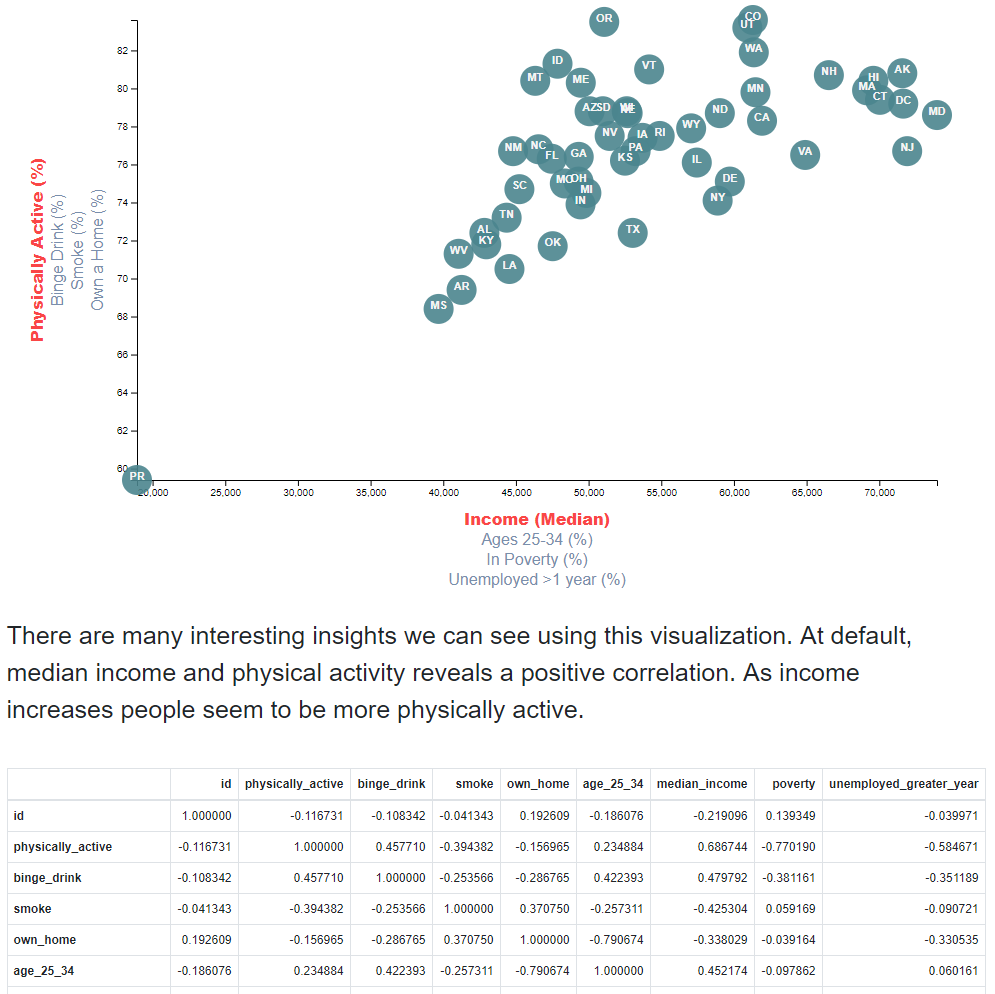 OR
CO
UT
WA
ID
VT
MT
ME
NH
HI
AK
MA
CT
DC
MN
MD
AZ
SD
NE
ND
CA
WY
NV
IA
RI
PA
KS
NM
NC
FL
GA
IL
VA
NJ
MO
OH
MI
IN
DE
NY
SC
TN
AL
KY
WV
OK
TX
LA
AR
MS
PR
82
80
78
76
74
72
70
68
66
64
62
60
Physically Active (%)
Binge Drink (%)
Smoke (%)
Own a Home (%)
20,000 25,000 30,000 35,000 40,000 45,000 50,000 55,000 60,000 65,000 70,000
Income (Median)
Ages 25-34 (%)
In Poverty (%)
Unemployed >1 year (%)
There are many interesting insights we can see using this visualization. At default,
median income and physical activity reveals a positive correlation. As income
increases people seem to be more physically active.
id physically_active binge_drink smoke own_home age_25_34 median_income poverty unemployed_greater_year
id 1.000000 -0.116731 -0.108342 -0.041343 0.192609 -0.186076 -0.219096 0.139349 -0.039971
physically_active -0.116731 1.000000 0.457710 -0.394382 -0.156965 0.234884 0.686744 -0.770190 -0.584671
binge_drink -0.108342 0.457710 1.000000 -0.253566 -0.286765 0.422393 0.479792 -0.381161 -0.351189
smoke -0.041343 -0.394382 -0.253566 1.000000 0.370750 -0.257311 -0.425304 0.059169 -0.090721
own_home 0.192609 -0.156965 -0.286765 0.370750 1.000000 -0.790674 -0.338029 -0.039164 -0.330535
age_25_34 -0.186076 0.234884 0.422393 -0.257311 -0.790674 1.000000 0.452174 -0.097862 0.060161